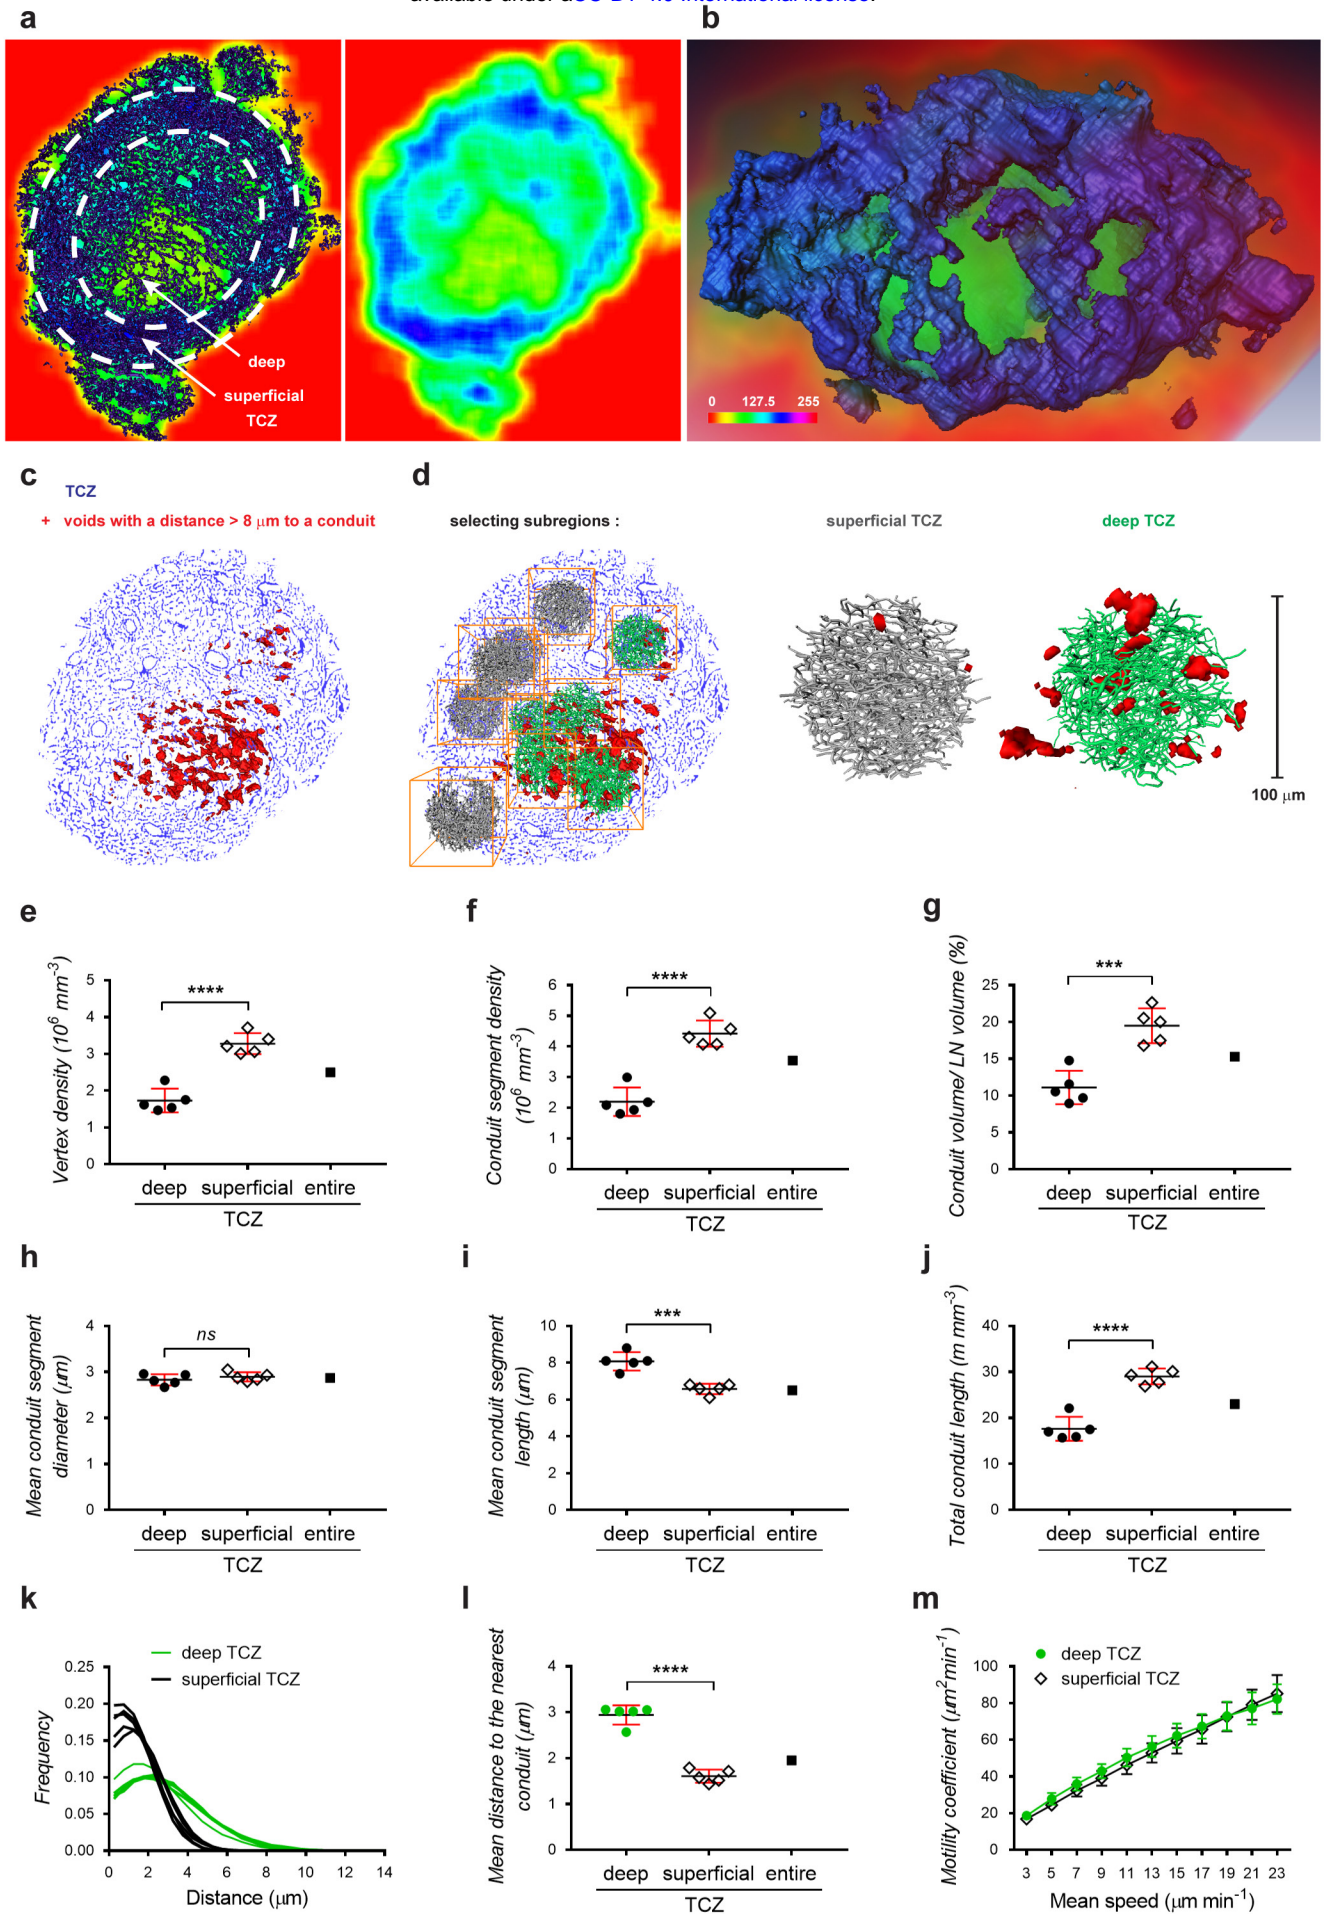 a
b
deep
superficial
TCZ
0 127.5 255
c
d
TCZ
+ voids with a distance > 8 μm to a conduit
selecting subregions :
superficial TCZ
deep TCZ
100 μm
e
f
g
Vertex density (10⁶ mm⁻³)
5
4
3
2
1
0
****
deep superficial entire
TCZ
Conduit segment density
(10⁶ mm⁻³)
6
5
4
3
2
1
0
****
deep superficial entire
TCZ
Conduit volume/ LN volume (%)
25
20
15
10
5
0
***
deep superficial entire
TCZ
h
i
j
Mean conduit segment
diameter (μm)
4
3
2
1
0
ns
deep superficial entire
TCZ
Mean conduit segment
length (μm)
10
8
6
4
2
0
***
deep superficial entire
TCZ
Total conduit length (m mm⁻³)
40
30
20
10
0
****
deep superficial entire
TCZ
k
l
m
deep TCZ
superficial TCZ
Frequency
0.25
0.20
0.15
0.10
0.05
0.00
0 2 4 6 8 10 12 14
Distance (μm)
Mean distance to the nearest
conduit (μm)
4
3
2
1
0
****
deep superficial entire
TCZ
deep TCZ
superficial TCZ
Motility coefficient (μm²min⁻¹)
100
80
60
40
20
0
3 5 7 9 11 13 15 17 19 21 23
Mean speed (μm min⁻¹)